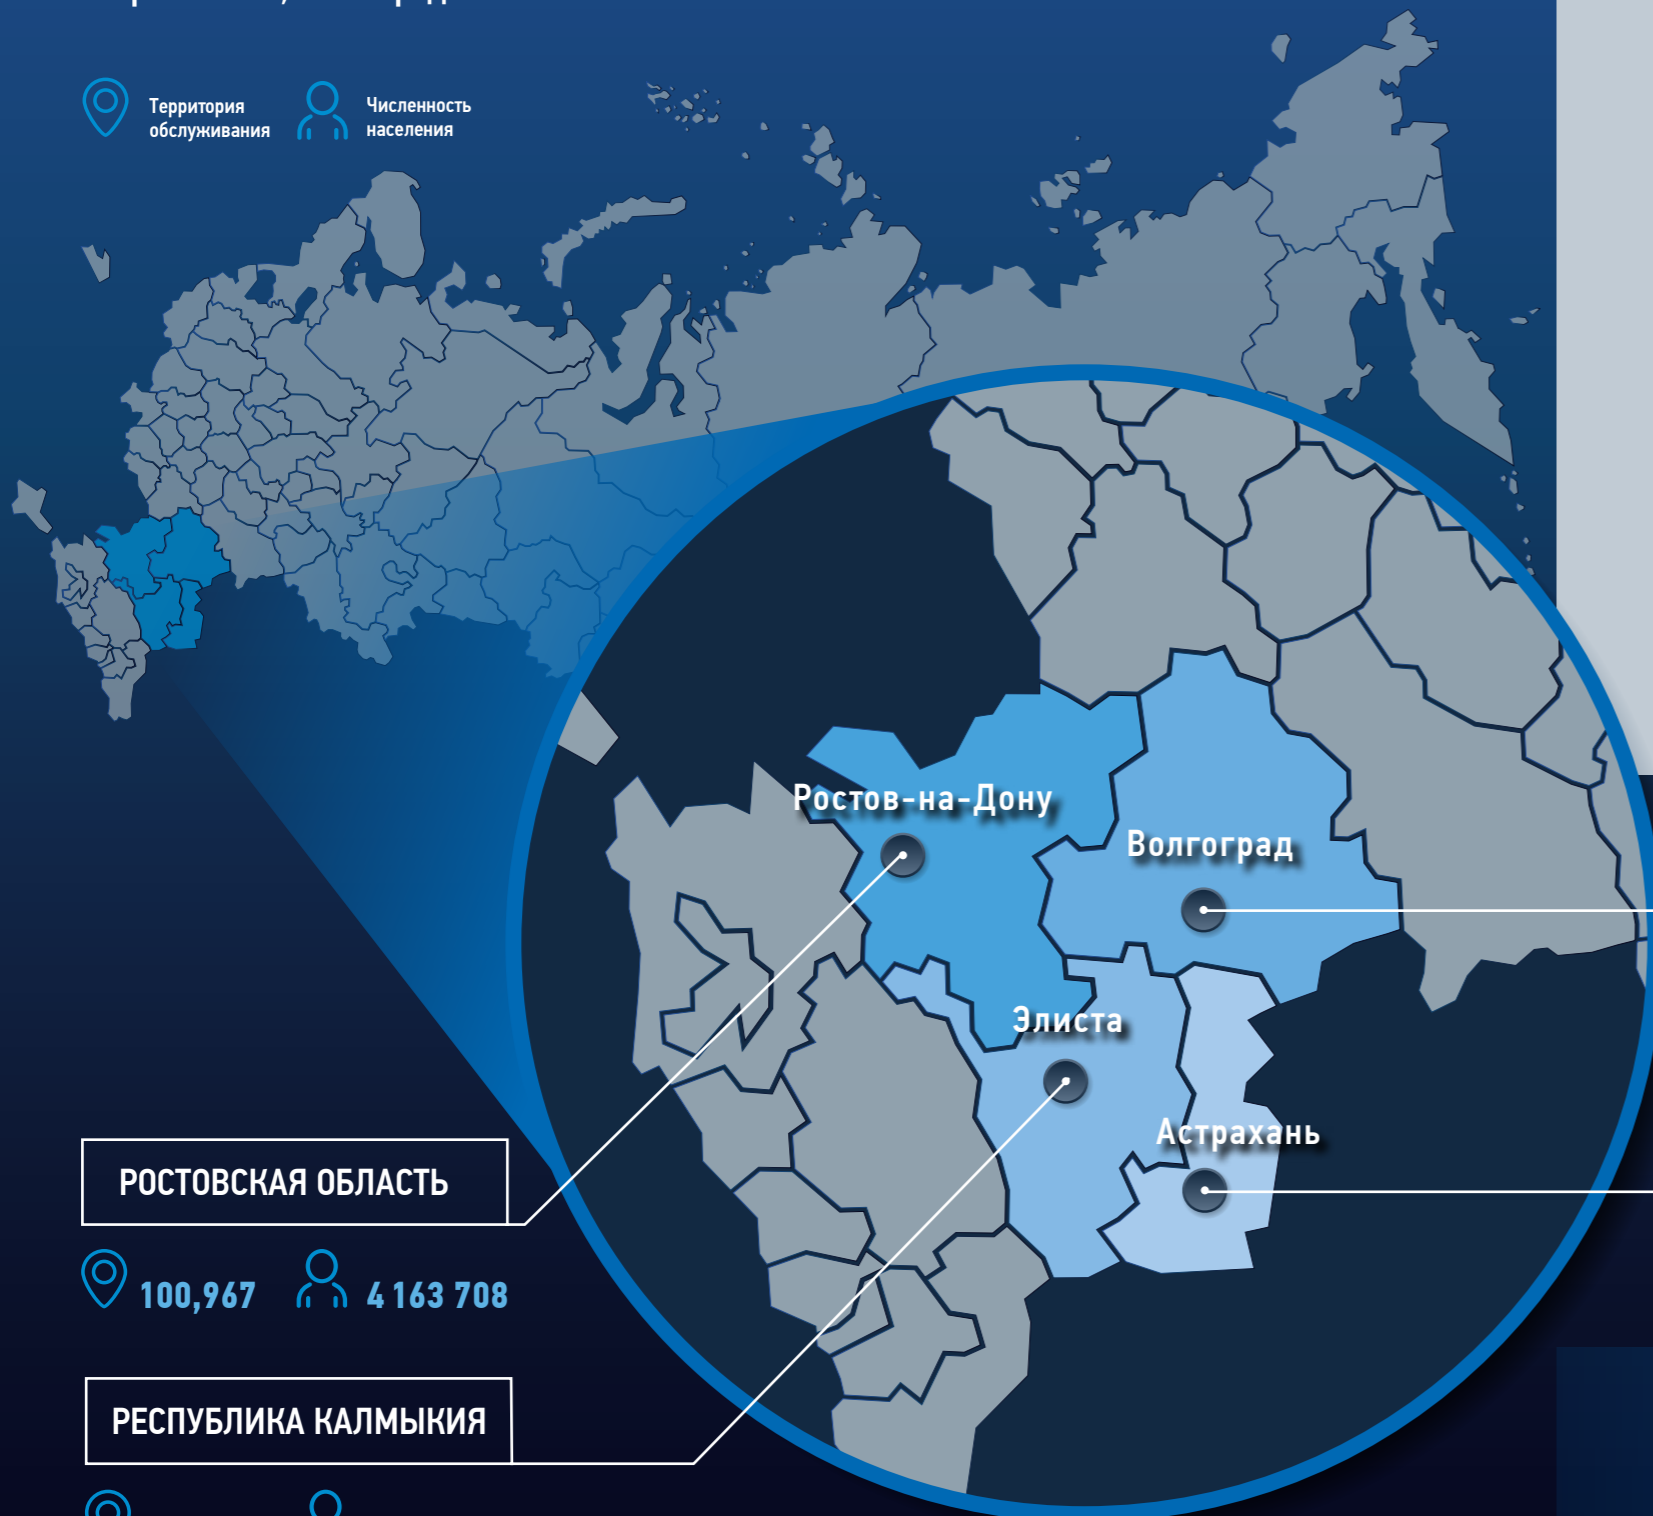 Территория
обслуживания
Численность
населения
Ростов-на-Дону
Волгоград
Элиста
Астрахань
РОСТОВСКАЯ ОБЛАСТЬ
100,967
4 163 708
РЕСПУБЛИКА КАЛМЫКИЯ